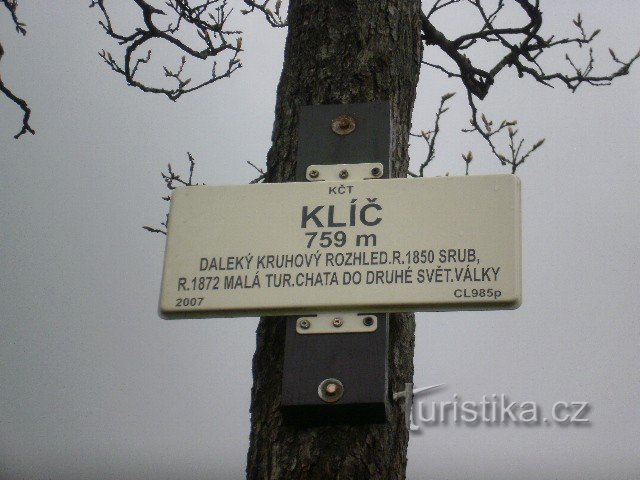 KČT
KLÍČ
759 m
DALEKÝ KRUHOVÝ ROZHLED.R.1850 SRUB,
R.1872 MALÁ TUR.CHATA DO DRUHÉ SVĚT.VÁLKY
2007 CL985p
Turistika.cz